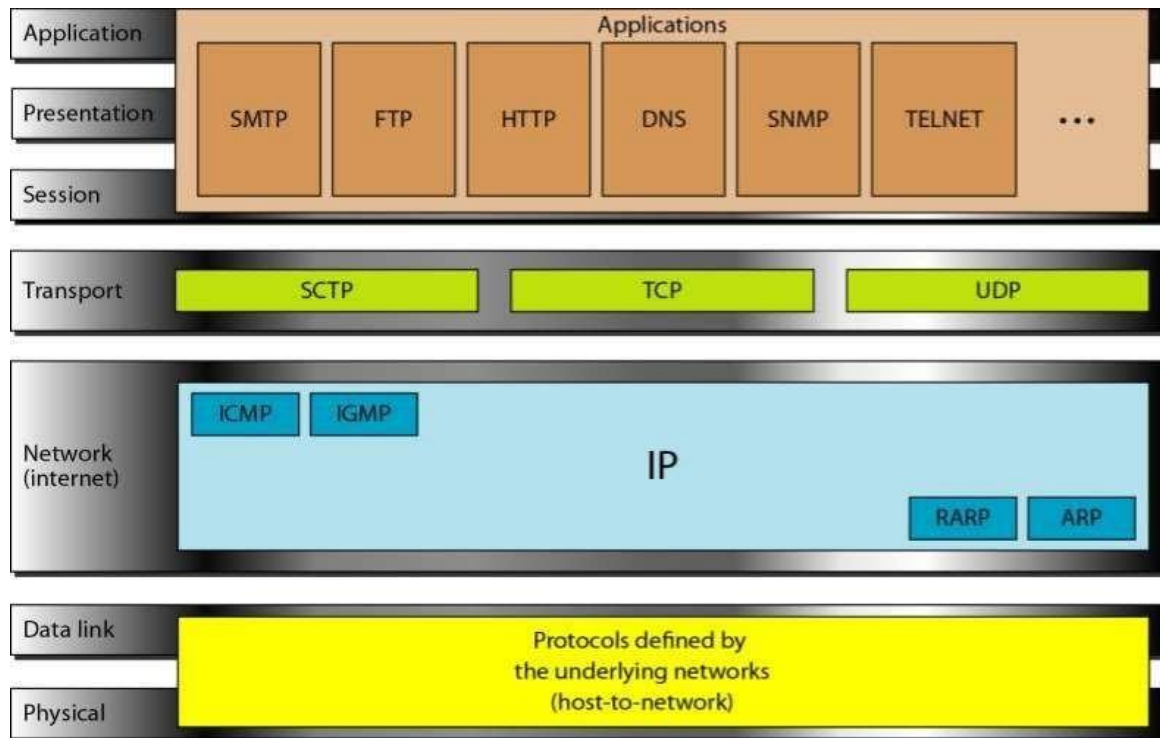 Application
Applications
Presentation
SMTP
FTP
HTTP
DNS
SNMP
TELNET
...
Session
Transport
SCTP
TCP
UDP
Network
(internet)
ICMP
IGMP
IP
RARP
ARP
Data link
Protocols defined by
the underlying networks
(host-to-network)
Physical